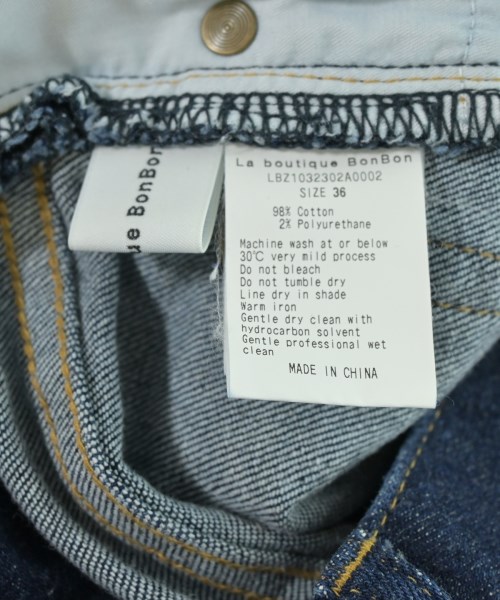 ue BonBon
La boutique BonBon
LBZ1032302A0002
SIZE 36
98% Cotton
2% Polyurethane
Machine wash at or below
30℃ very mild process
Do not bleach
Do not tumble dry
Line dry in shade
Warm iron
Gentle dry clean with
hydrocarbon solvent
Gentle professional wet
clean
MADE IN CHINA